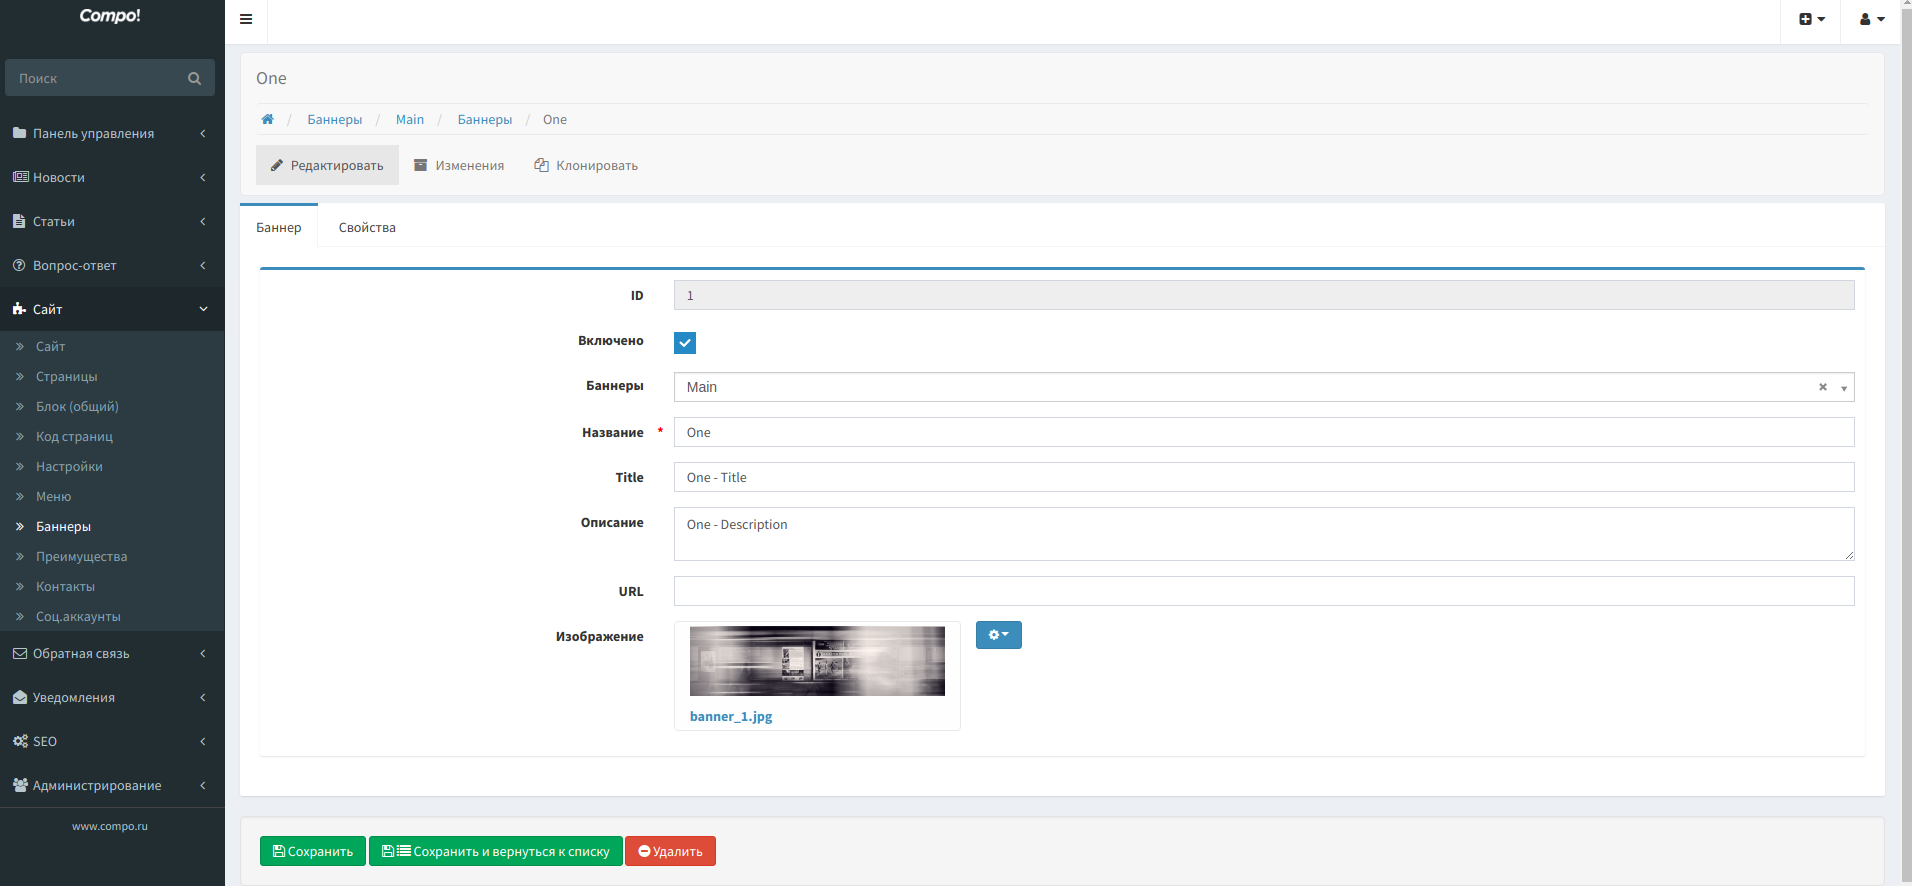 Compo!
Поиск
Панель управления
Новости
Статьи
Вопрос-ответ
Сайт
Сайт
Страницы
Блок (общий)
Код страниц
Настройки
Меню
Баннеры
Преимущества
Контакты
Соц.аккаунты
Обратная связь
Уведомления
SEO
Администрирование
www.compo.ru
One
/ Баннеры / Main / Баннеры / One
Редактировать Изменения Клонировать
Баннер Свойства
ID 1
Включено
Баннеры Main
Название * One
Title One - Title
Описание One - Description
URL
Изображение
banner_1.jpg
Сохранить Сохранить и вернуться к списку Удалить